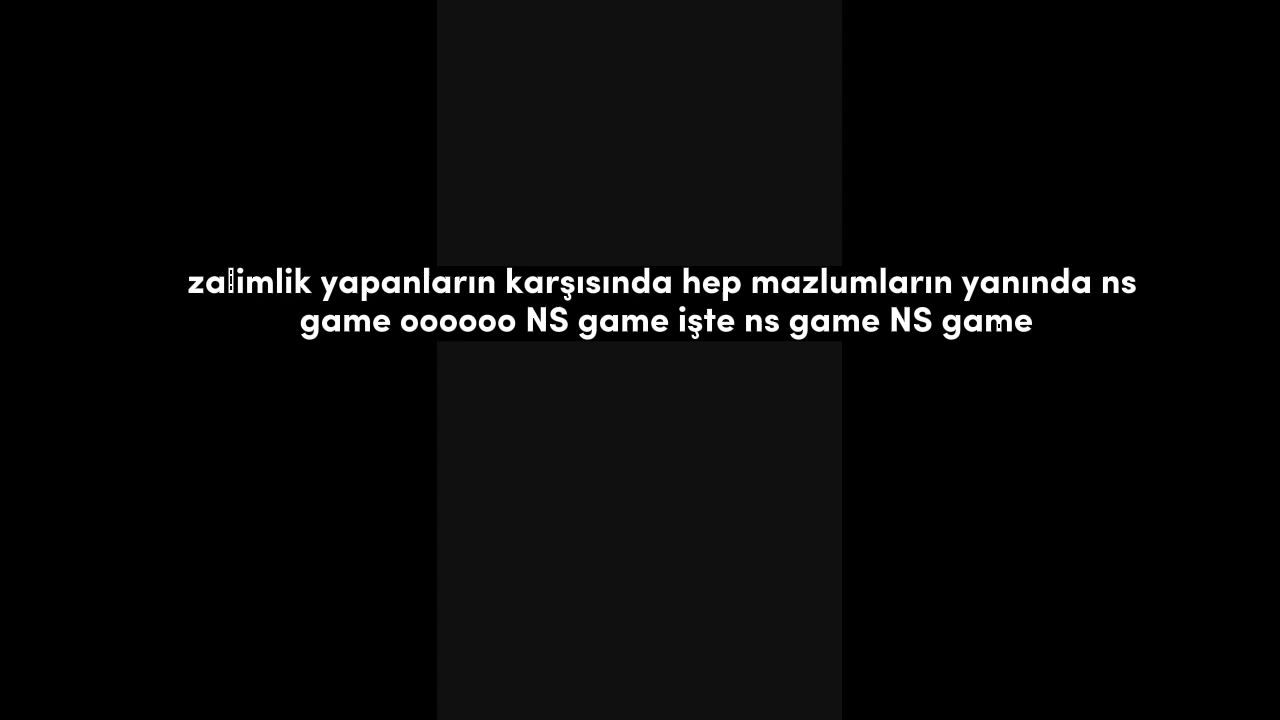 zalimlik yapanların karşısında hep mazlumların yanında ns
game oooooo NS game işte ns game NS game